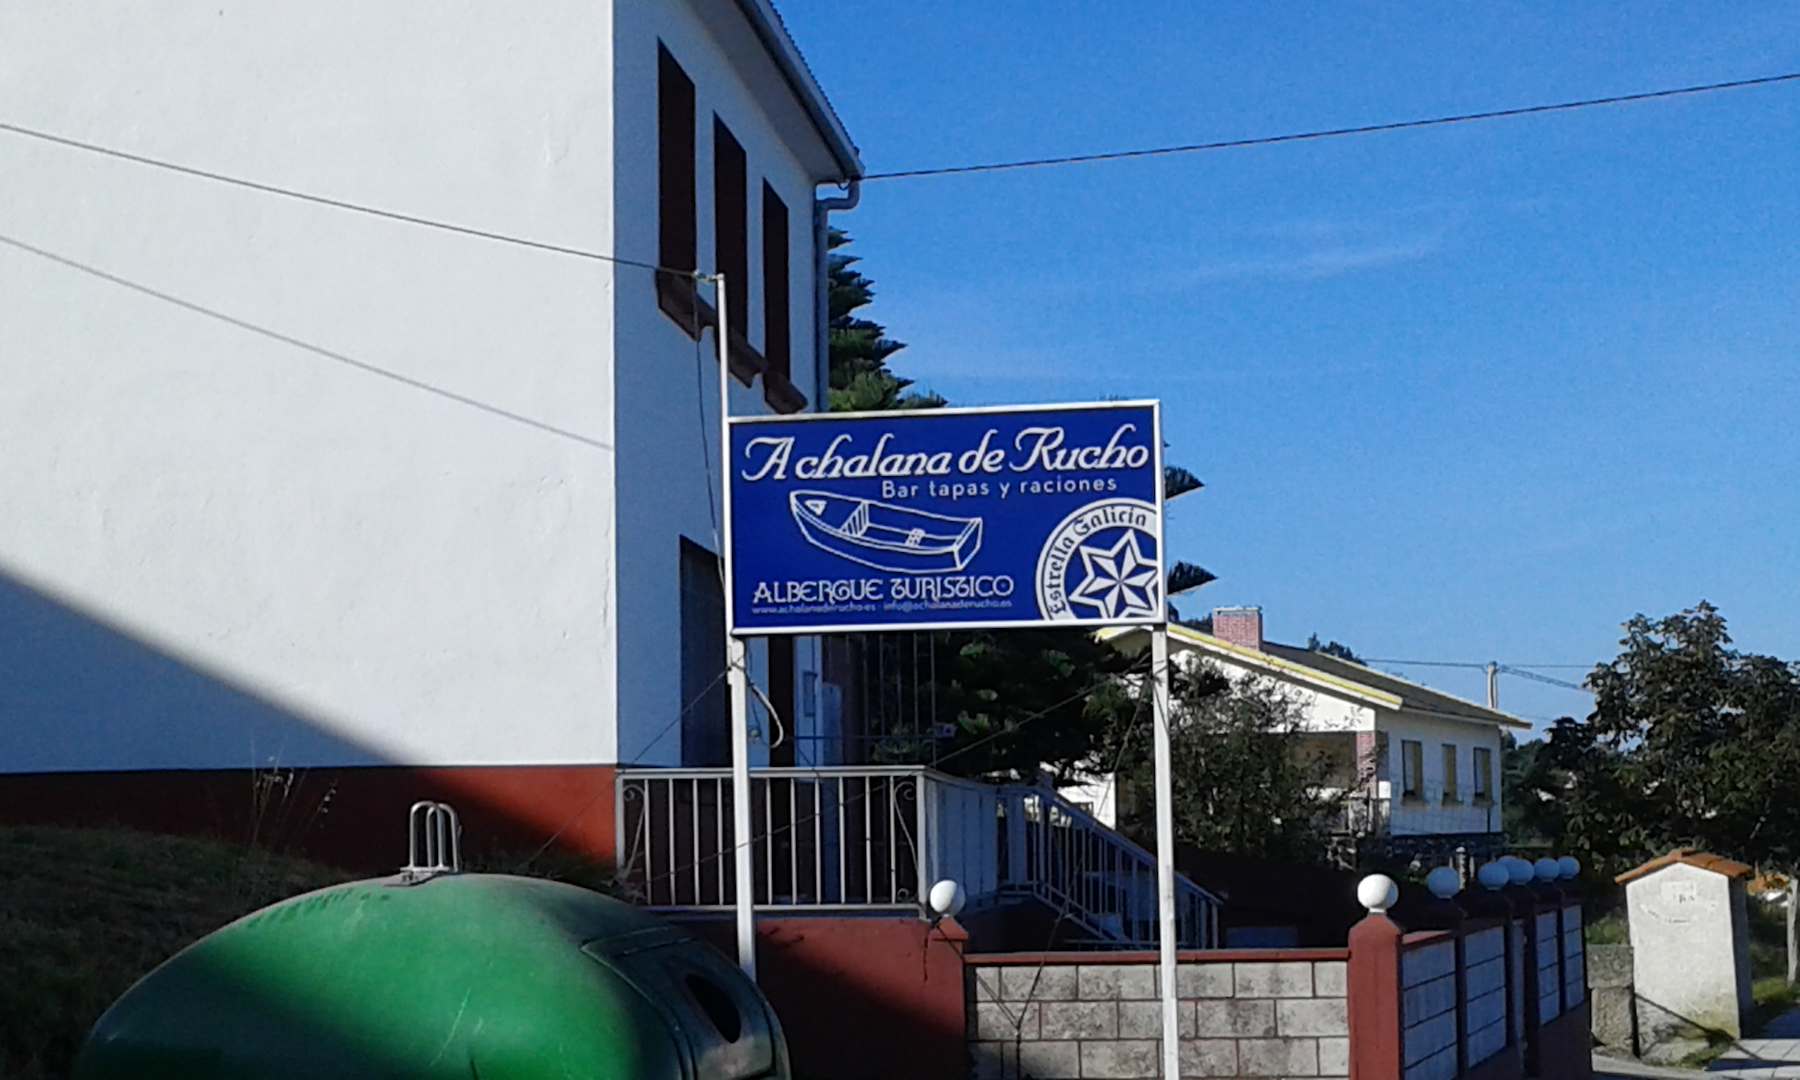 A chalana de Rucho
Bar tapas y raciones
Estrella Galicia
ALBERGUE TURISTICO
www.achalanaderucho.es - info@achalanaderucho.es